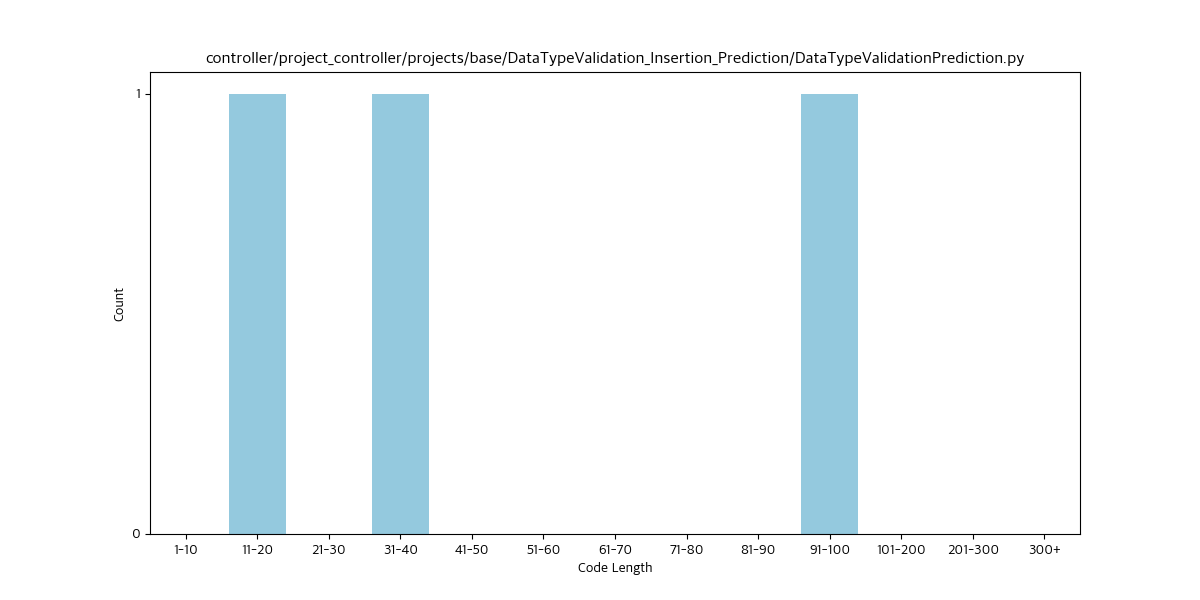 controller/project_controller/projects/base/DataTypeValidation_Insertion_Prediction/DataTypeValidationPrediction.py
1
Count
0
1-10 11-20 21-30 31-40 41-50 51-60 61-70 71-80 81-90 91-100 101-200 201-300 300+
Code Length